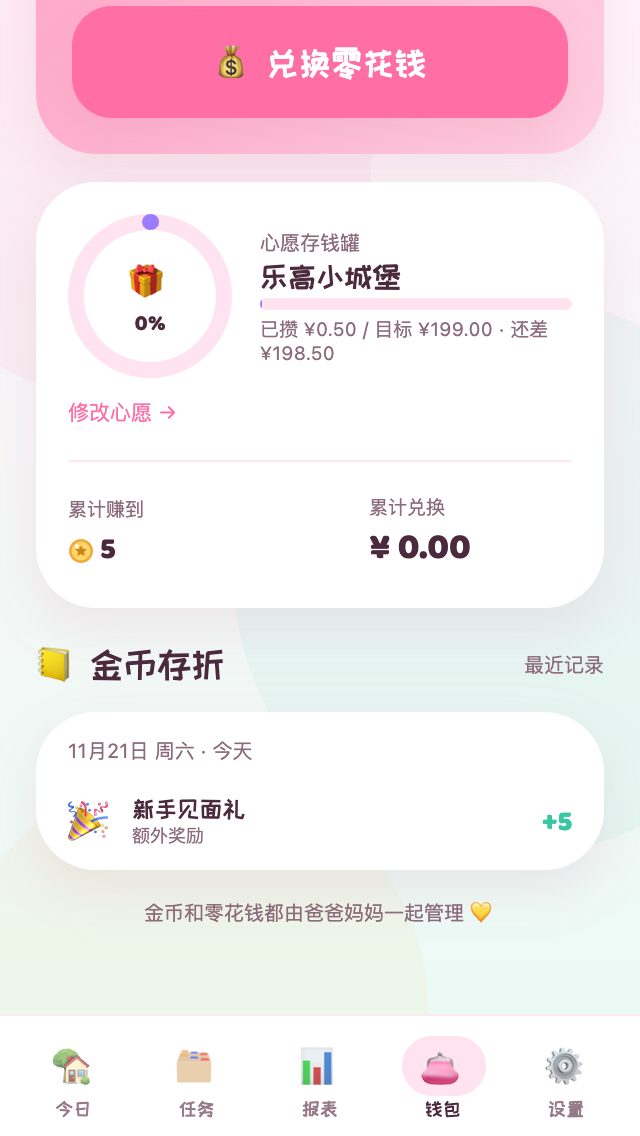 兑换零花钱
心愿存钱罐
乐高小城堡
0%
已攒 ¥0.50 / 目标 ¥199.00 · 还差
¥198.50
修改心愿 →
累计赚到
5
累计兑换
¥ 0.00
金币存折
最近记录
11月21日 周六 · 今天
新手见面礼
额外奖励
+5
金币和零花钱都由爸爸妈妈一起管理 💛
今日
任务
报表
钱包
设置